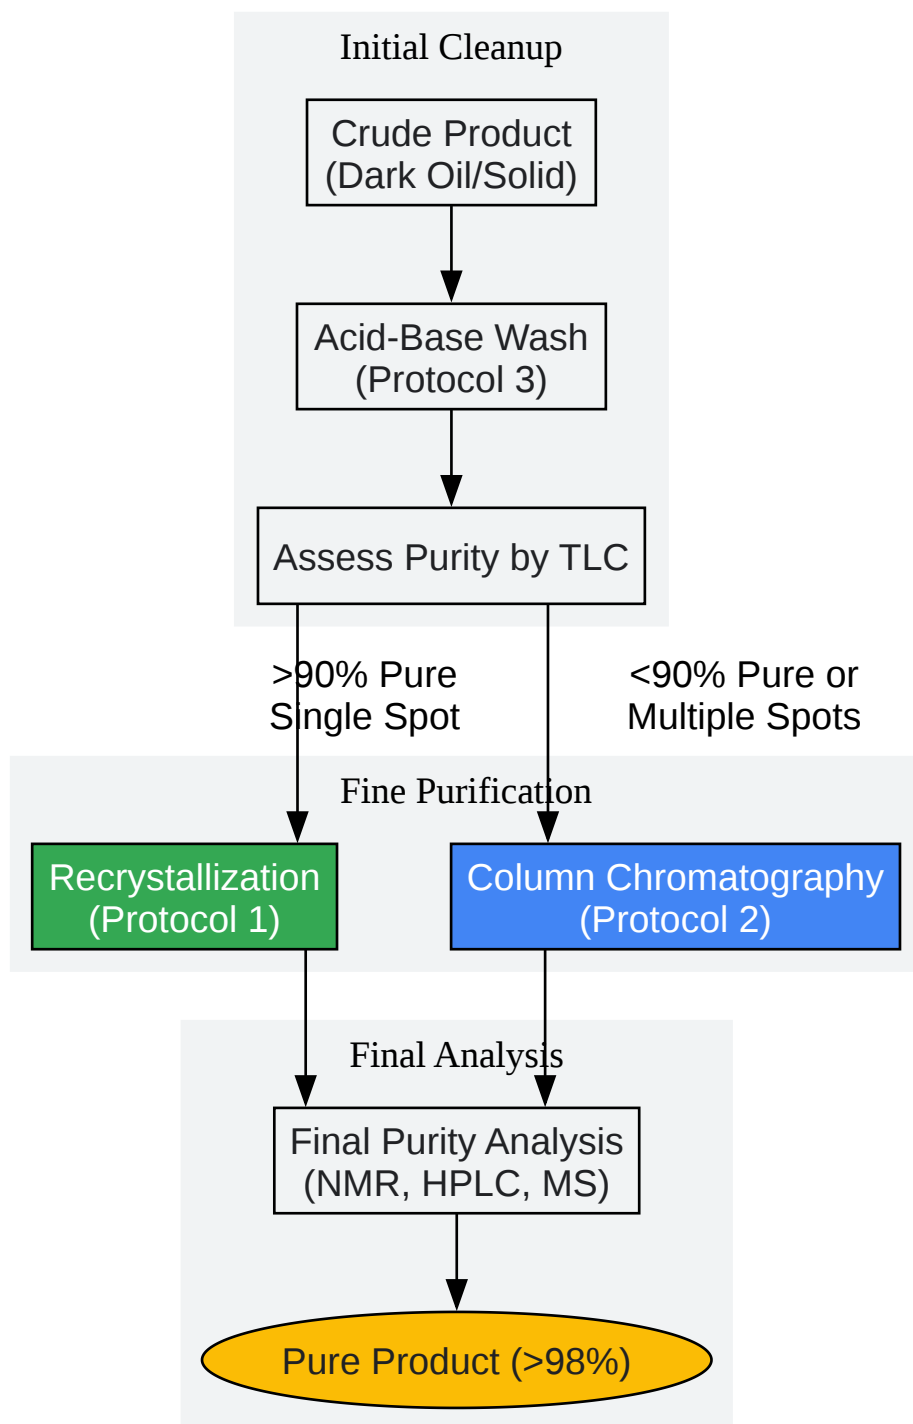 Initial Cleanup
Crude Product
(Dark Oil/Solid)
Acid-Base Wash
(Protocol 3)
Assess Purity by TLC
>90% Pure
Single Spot
<90% Pure or
Multiple Spots
Fine Purification
Recrystallization
(Protocol 1)
Column Chromatography
(Protocol 2)
Final Analysis
Final Purity Analysis
(NMR, HPLC, MS)
Pure Product (>98%)